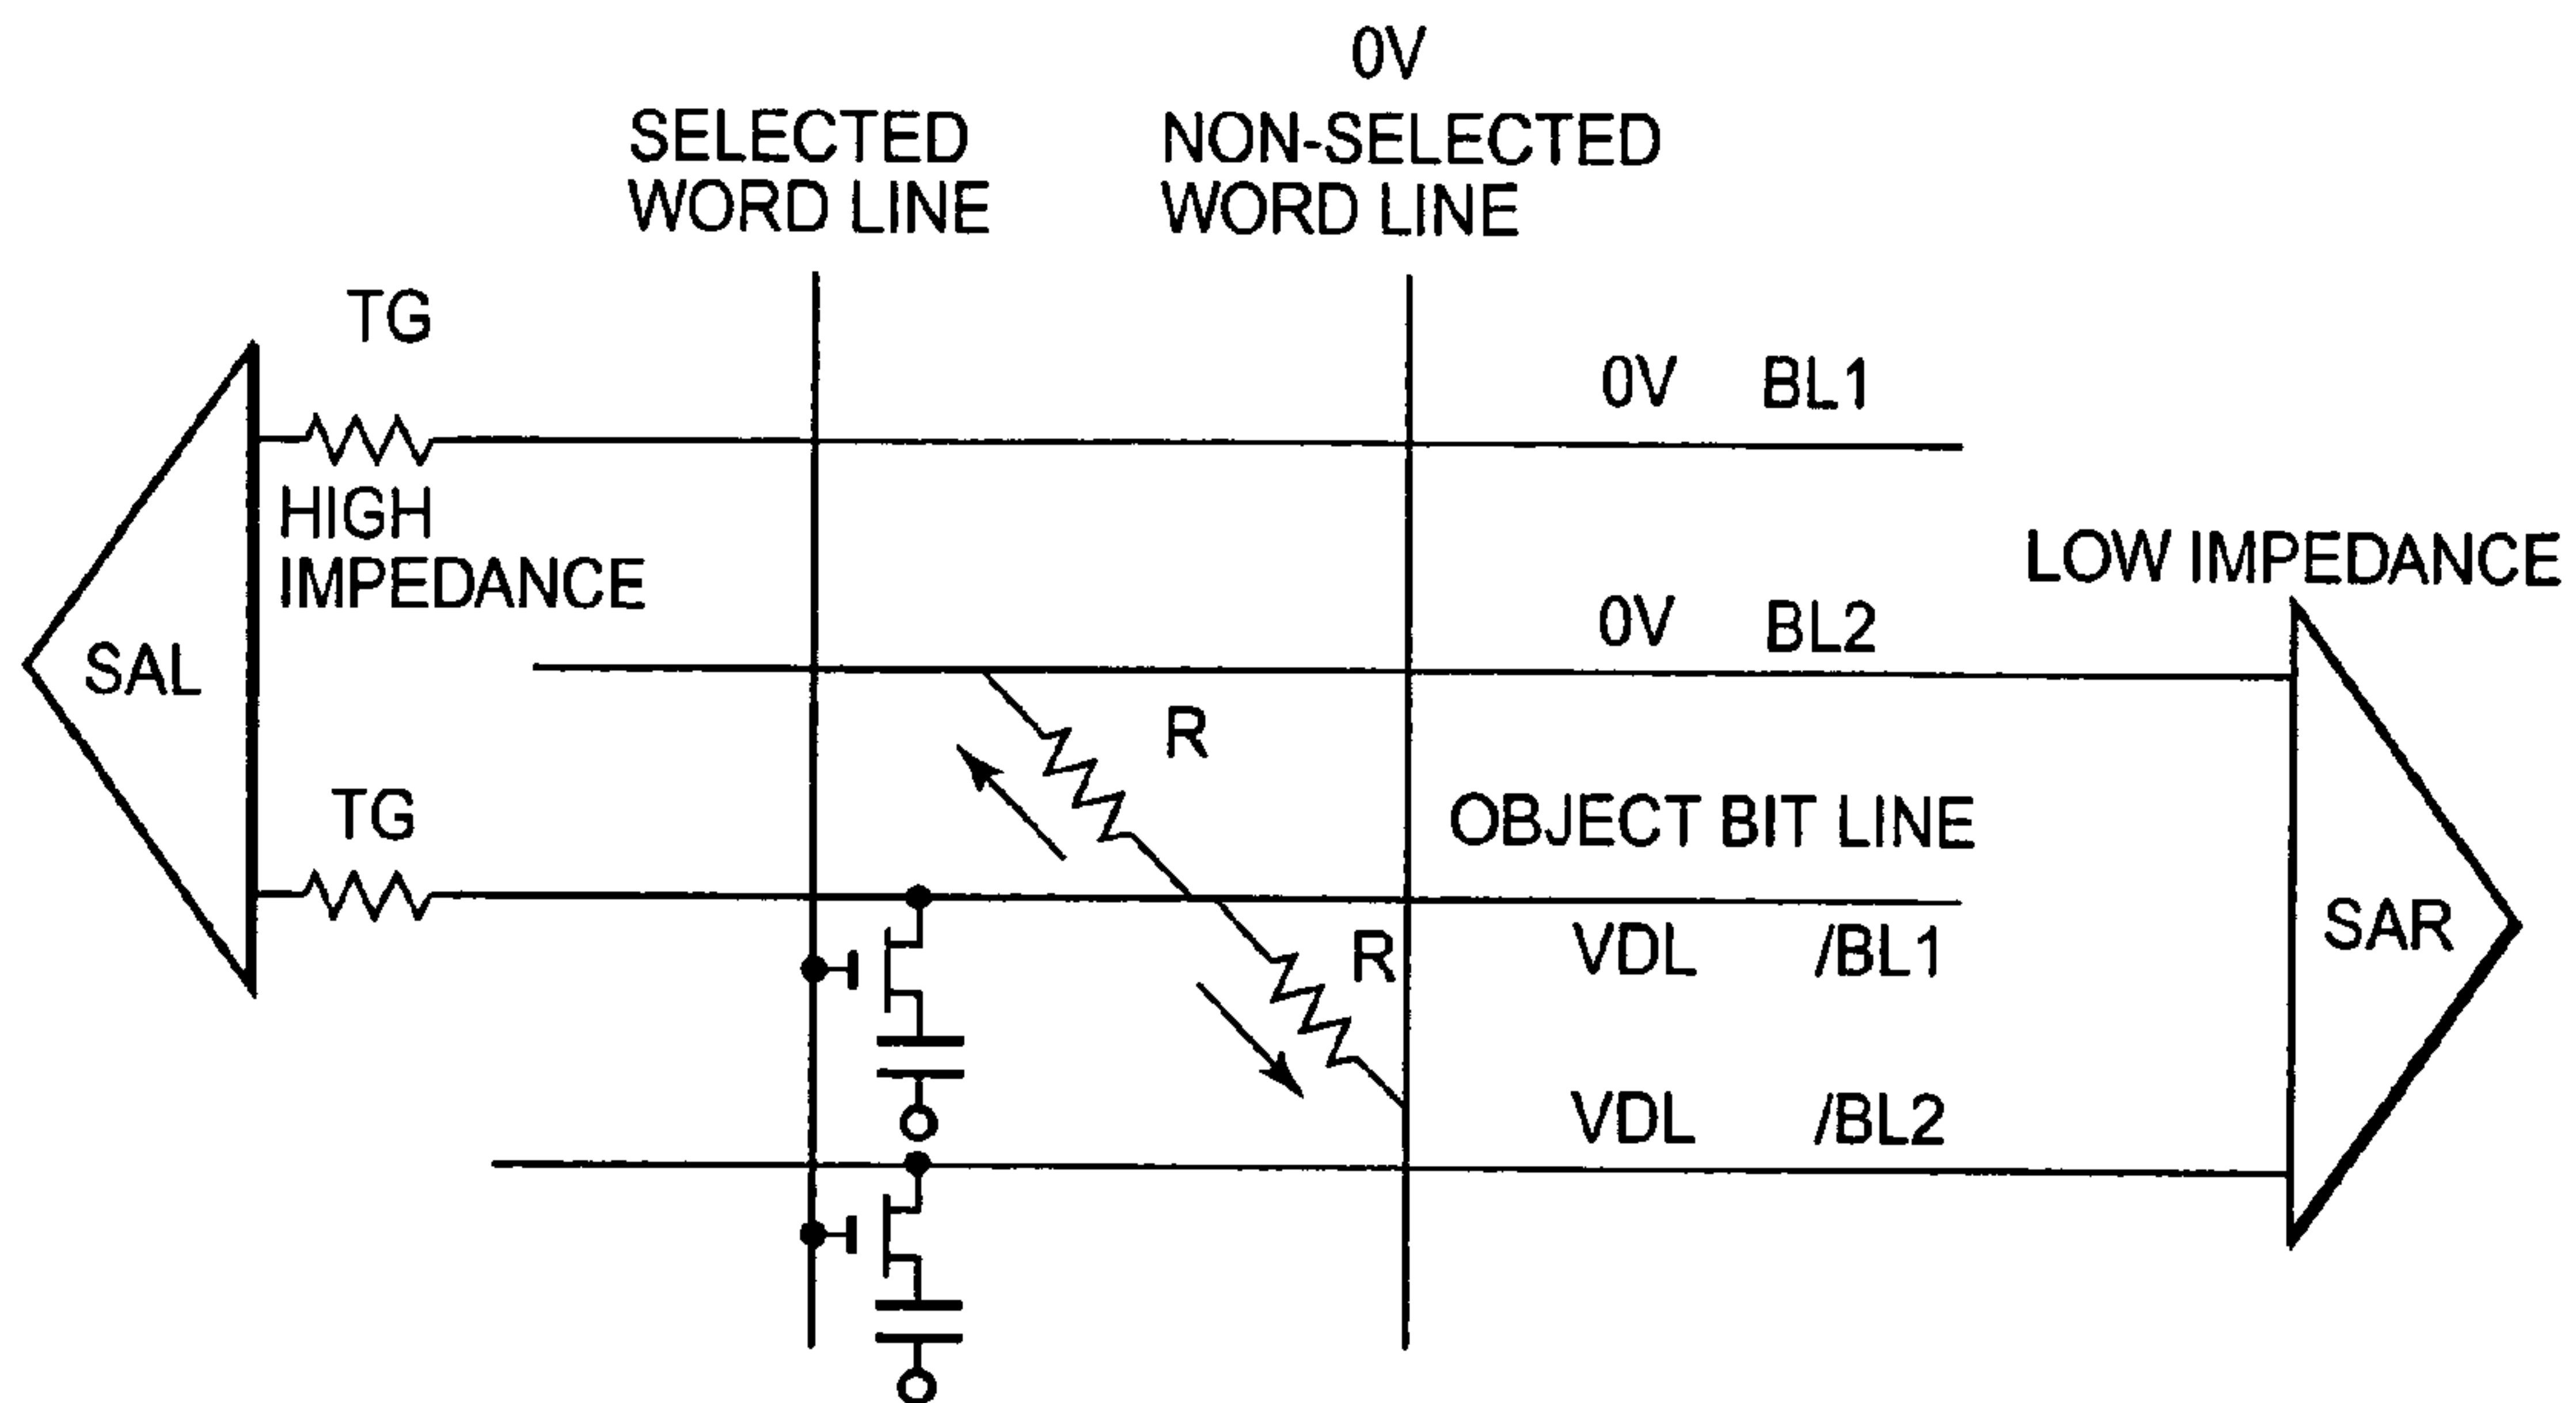 0V
SELECTED
WORD LINE
NON-SELECTED
WORD LINE
TG
0V BL1
HIGH
IMPEDANCE
LOW IMPEDANCE
0V BL2
SAL
R
TG
OBJECT BIT LINE
R
VDL /BL1
SAR
VDL /BL2